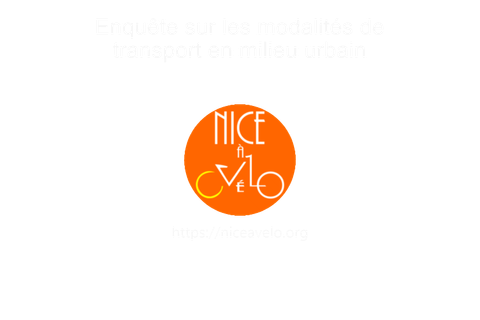 Enquête sur les modalités de
transport en milieu urbain
NICE
À
VÉLO
https://niceavelo.org